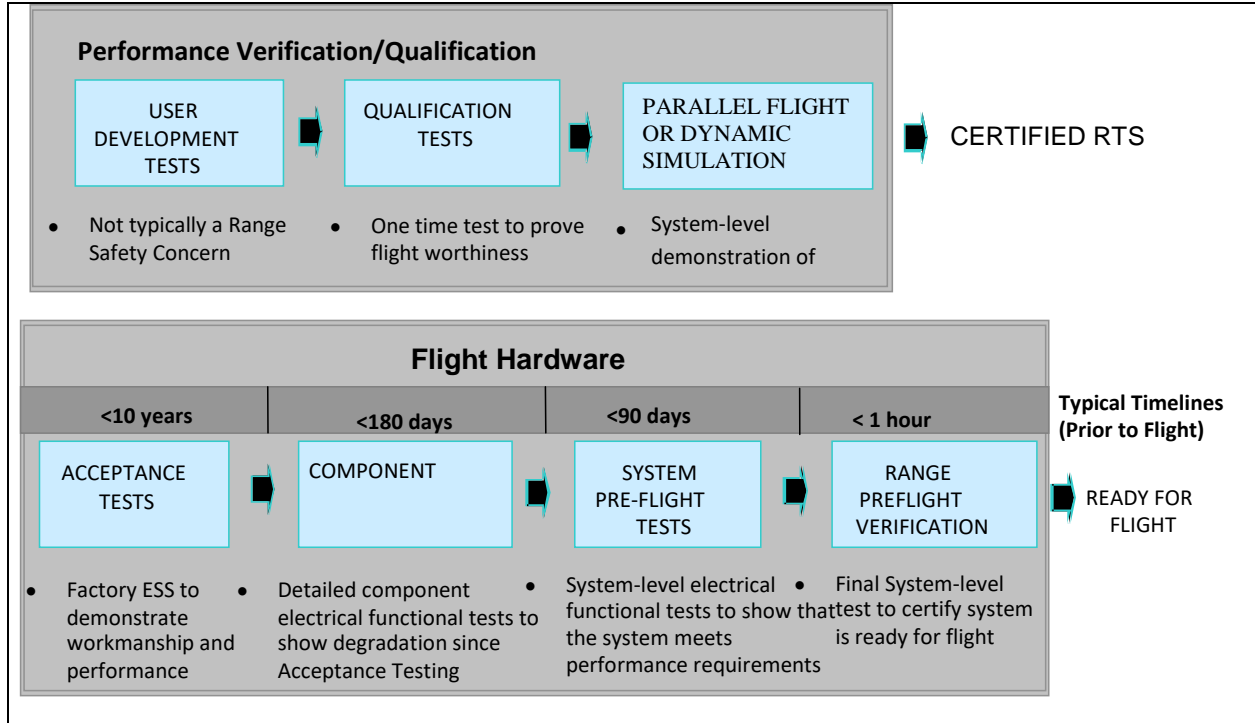 Performance Verification/Qualification
USER
DEVELOPMENT
TESTS
QUALIFICATION
TESTS
PARALLEL FLIGHT
OR DYNAMIC
SIMULATION
CERTIFIED RTS
• Not typically a Range
Safety Concern
• One time test to prove
flight worthiness
• System-level
demonstration of
Flight Hardware
<10 years
<180 days
<90 days
< 1 hour
Typical Timelines
(Prior to Flight)
ACCEPTANCE
TESTS
COMPONENT
SYSTEM
PRE-FLIGHT
TESTS
RANGE
PREFLIGHT
VERIFICATION
READY FOR
FLIGHT
• Factory ESS to
demonstrate
workmanship and
performance
• Detailed component
electrical functional tests to
show degradation since
Acceptance Testing
• System-level electrical
functional tests to show that
the system meets
performance requirements
• Final System-level
test to certify system
is ready for flight